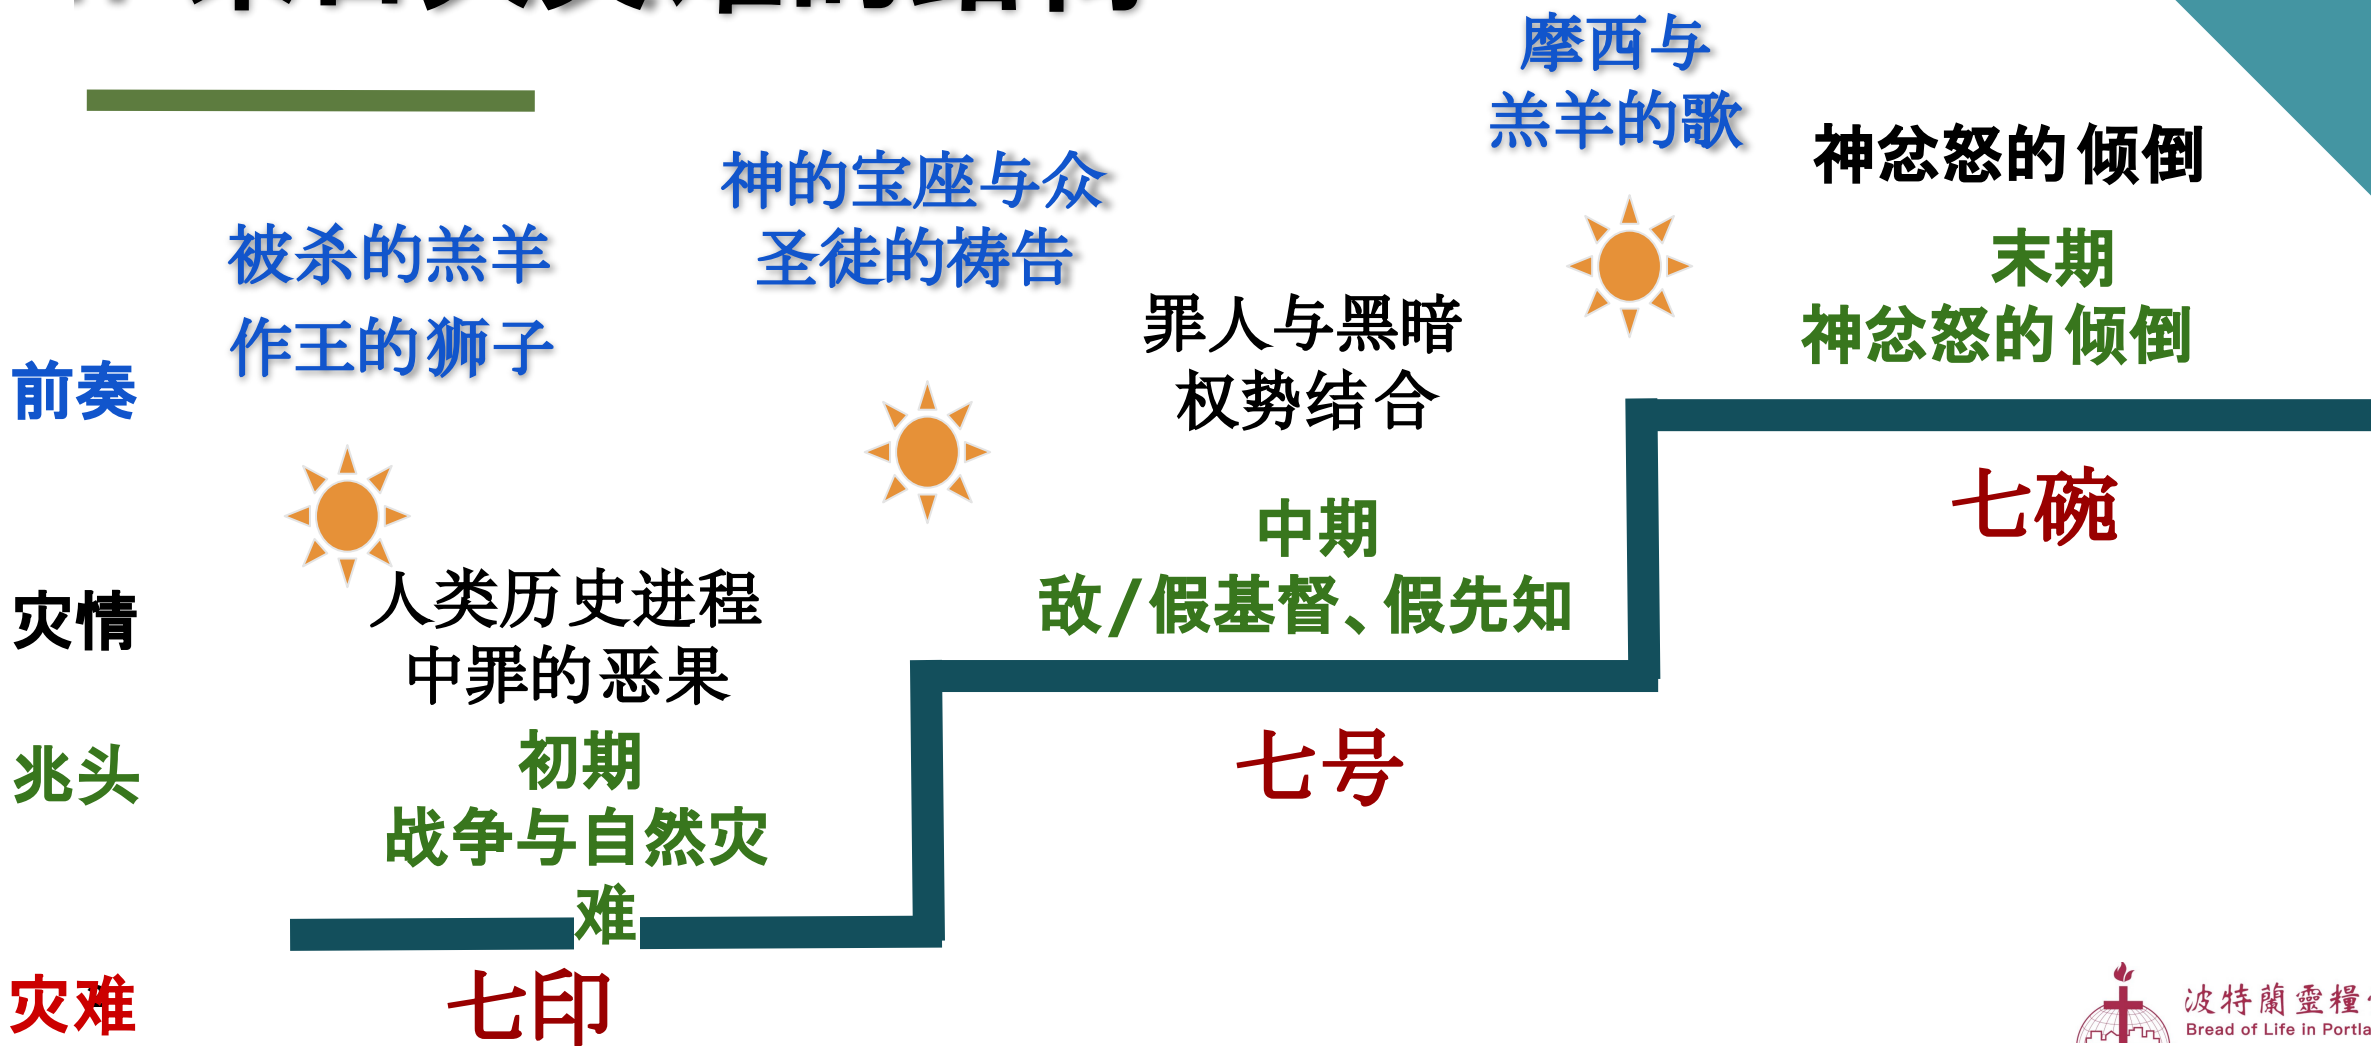 摩西与
羔羊的歌
神忿怒的倾倒
神的宝座与众
圣徒的祷告
被杀的羔羊
作王的狮子
末期
神忿怒的倾倒
罪人与黑暗
权势结合
前奏
中期
敌/假基督、假先知
七碗
灾情
人类历史进程
中罪的恶果
兆头
初期
战争与自然灾
难
七号
灾难
七印
波特蘭靈糧
Bread of Life in Portla